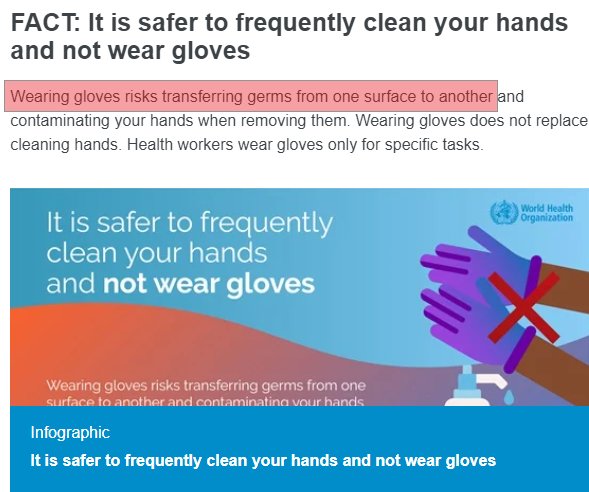 FACT: It is safer to frequently clean your hands
and not wear gloves
Wearing gloves risks transferring germs from one surface to another and
contaminating your hands when removing them. Wearing gloves does not replace
cleaning hands. Health workers wear gloves only for specific tasks.
It is safer to frequently
clean your hands
and not wear gloves
World Health
Organization
Wearing gloves risks transferring germs from one
surface to another and contaminating your hands
Infographic
It is safer to frequently clean your hands and not wear gloves